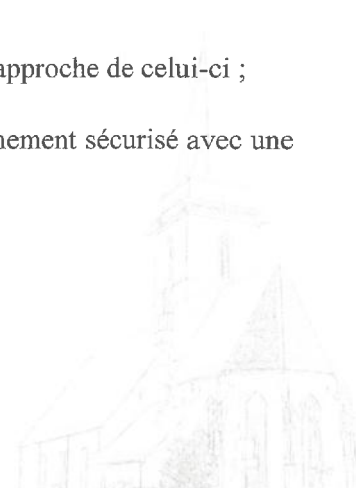 approche de celui-ci ;
nement sécurisé avec une